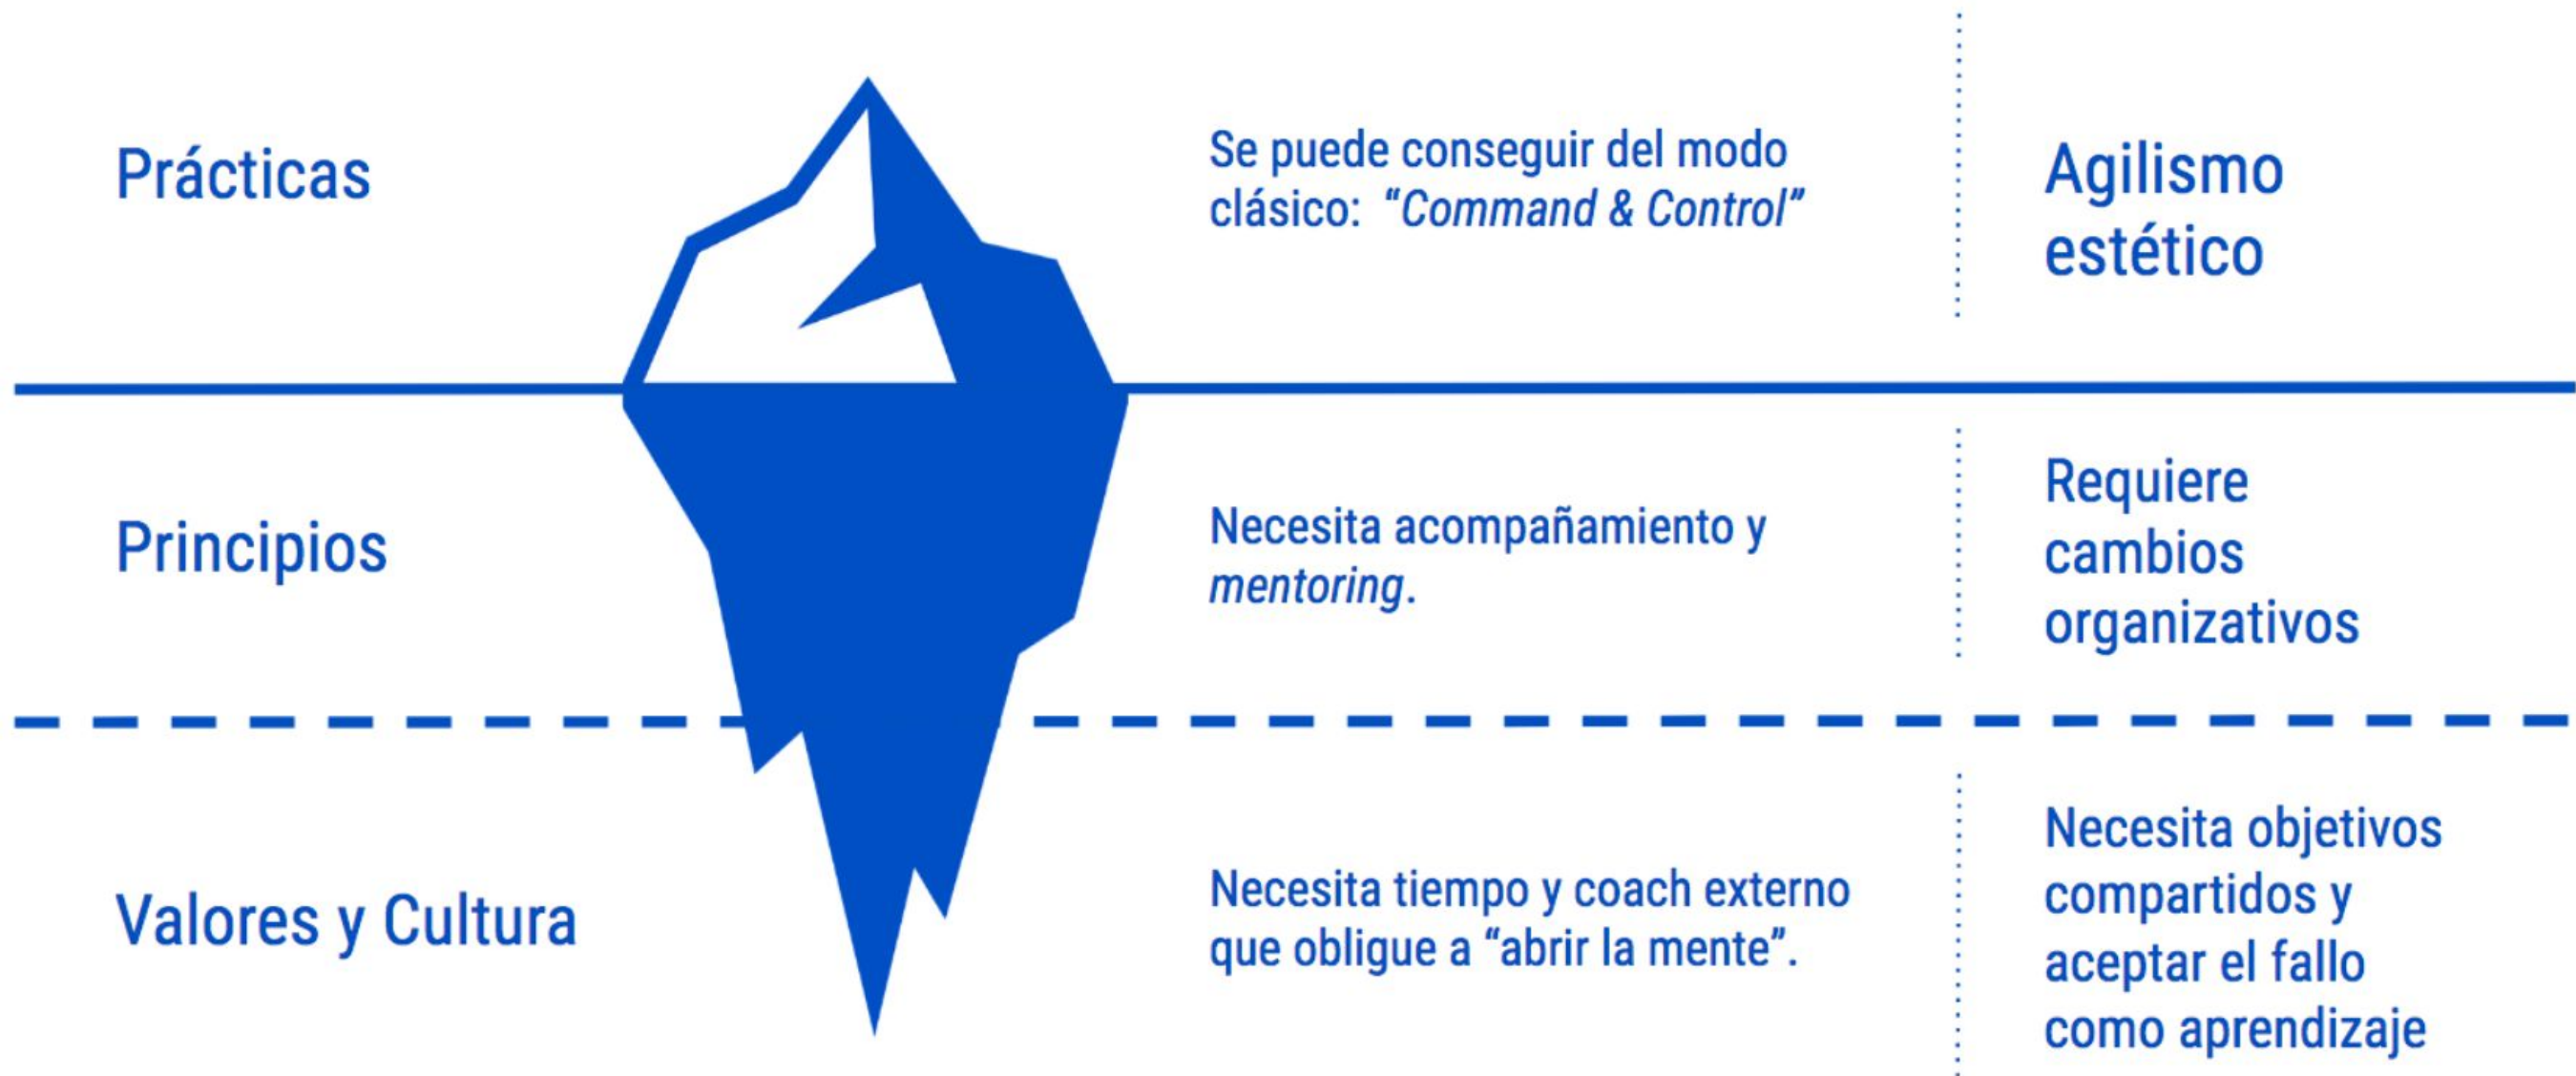 Prácticas
Se puede conseguir del modo
clásico: “Command & Control”
Agilismo
estético
Principios
Necesita acompañamiento y
mentoring.
Requiere
cambios
organizativos
Valores y Cultura
Necesita tiempo y coach externo
que obligue a “abrir la mente”.
Necesita objetivos
compartidos y
aceptar el fallo
como aprendizaje